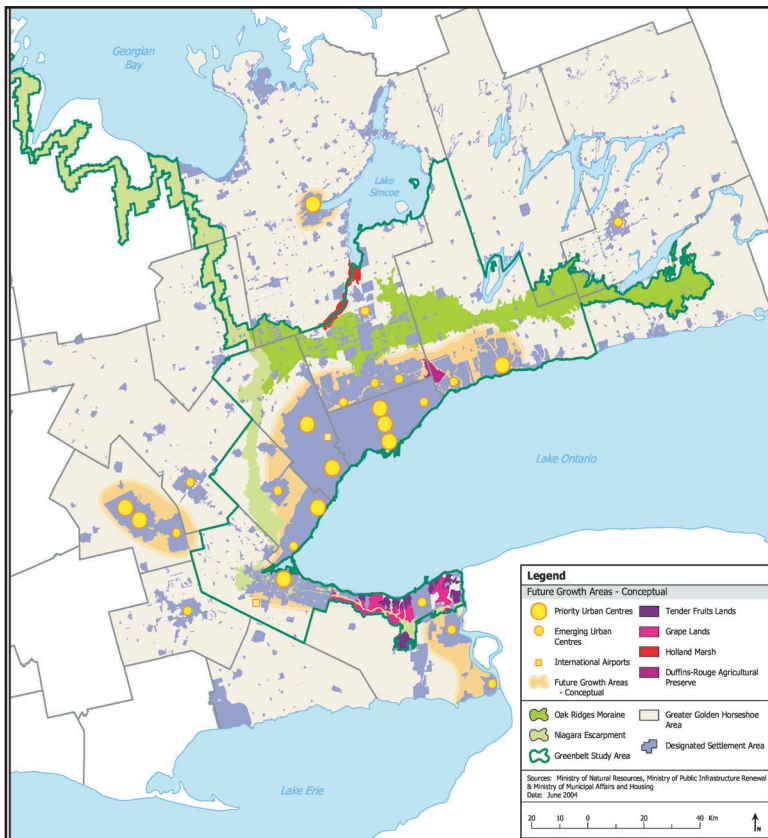 Georgian
Bay
Lake
Simcoe
Lake Ontario
Lake Erie
Legend
Future Growth Areas - Conceptual
Priority Urban Centres
Emerging Urban
Centres
International Airports
Future Growth Areas
- Conceptual
Tender Fruits Lands
Grape Lands
Holland Marsh
Duffins-Rouge Agricultural
Preserve
Oak Ridges Moraine
Niagara Escarpment
Greenbelt Study Area
Greater Golden Horseshoe
Area
Designated Settlement Area
Sources: Ministry of Natural Resources, Ministry of Public Infrastructure Renewal
& Ministry of Municipal Affairs and Housing
Date: June 2004
20 0 20 40 Km
N